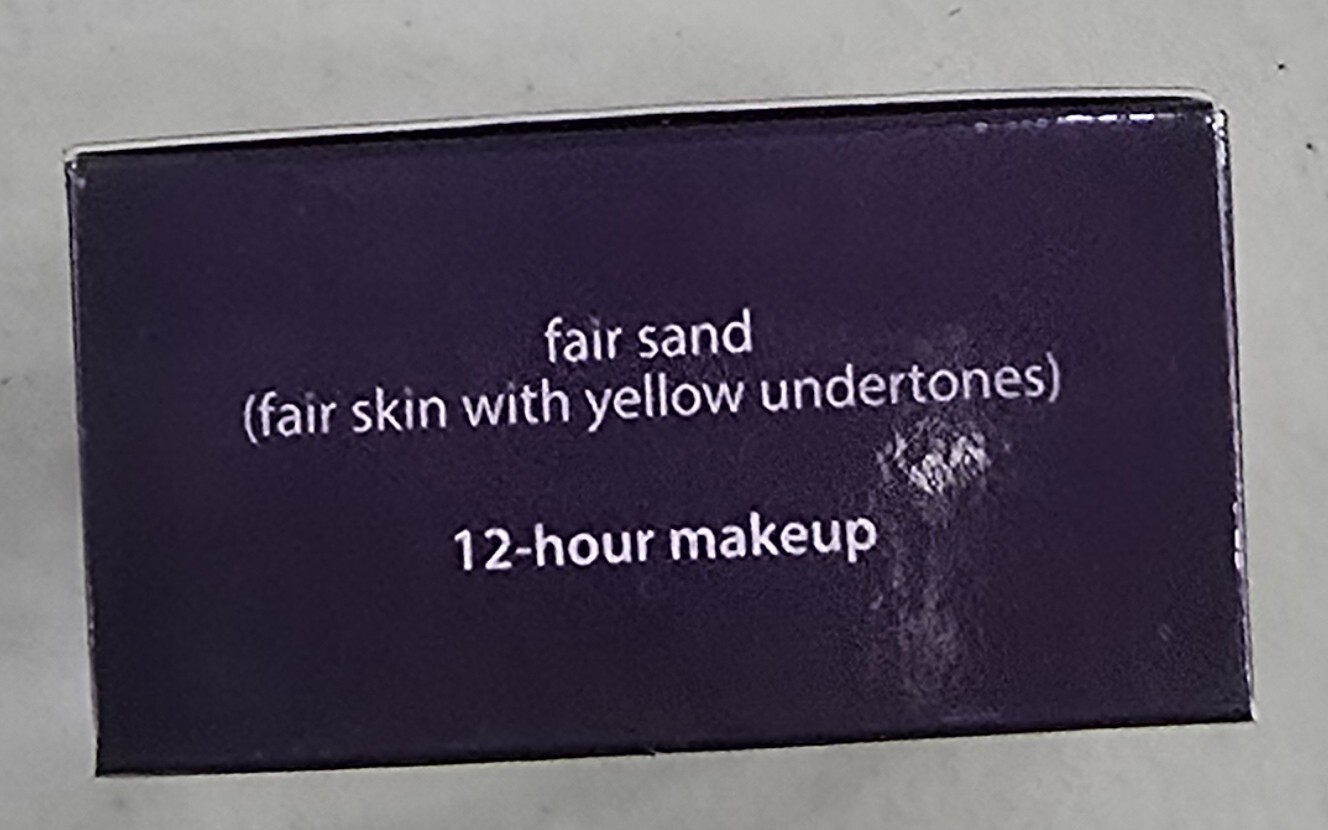 fair sand
(fair skin with yellow undertones)
12-hour makeup